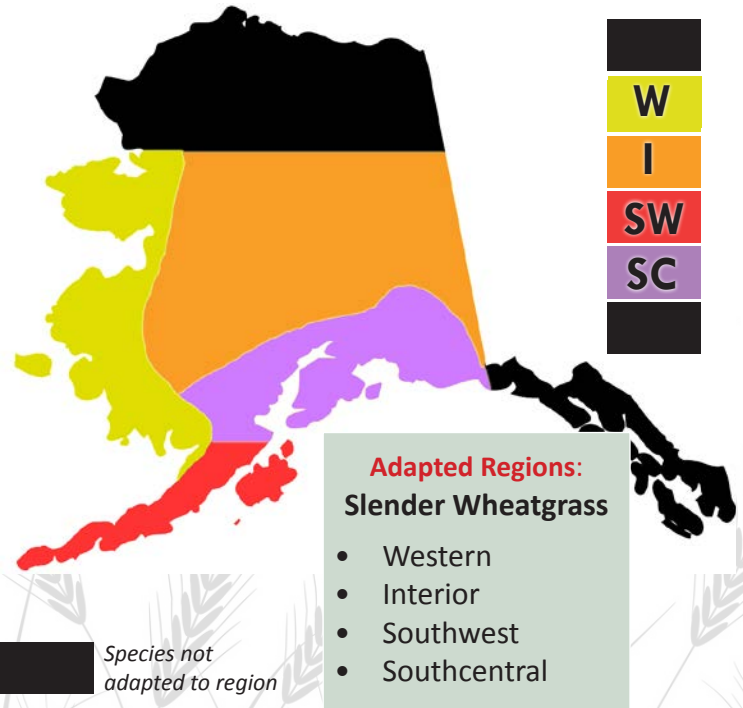 W
I
SW
SC
Adapted Regions:
Slender Wheatgrass
• Western
• Interior
• Southwest
• Southcentral
Species not
adapted to region